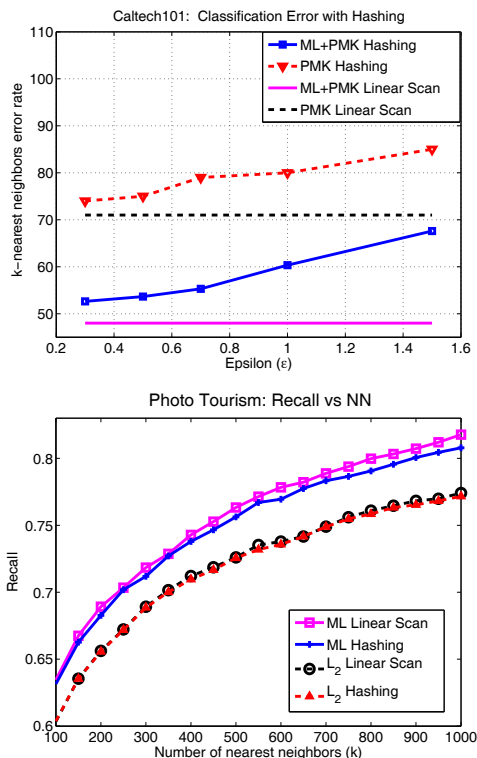 Caltech101:  Classification Error with Hashing
110
100
90
80
70
60
50
k−nearest neighbors error rate
ML+PMK Hashing
PMK Hashing
ML+PMK Linear Scan
PMK Linear Scan
0.2 0.4 0.6 0.8 1 1.2 1.4 1.6
Epsilon (ε)
Photo Tourism: Recall vs NN
0.8
0.75
0.7
0.65
0.6
Recall
ML Linear Scan
ML Hashing
L₂ Linear Scan
L₂ Hashing
100 200 300 400 500 600 700 800 900 1000
Number of nearest neighbors (k)